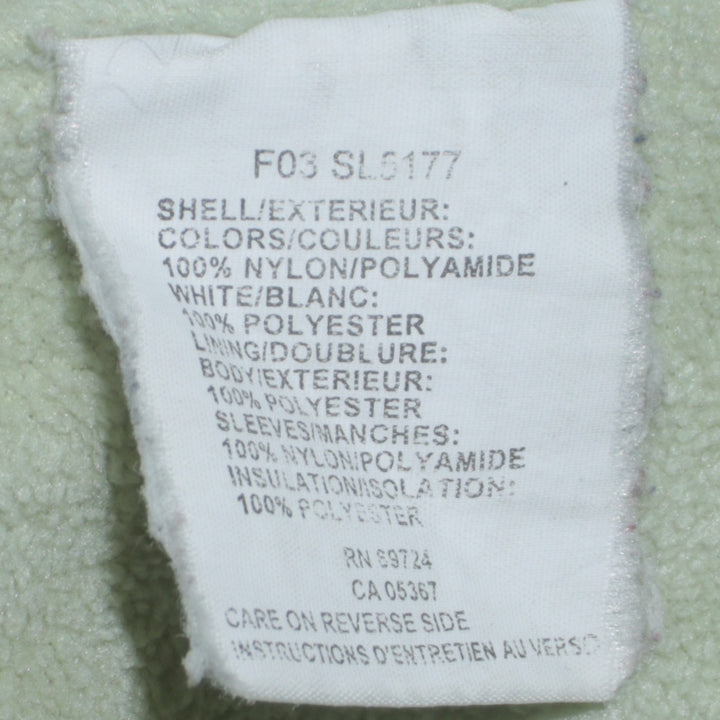 F03 SL5177
SHELL/EXTERIEUR:
COLORS/COULEURS:
100% NYLON/POLYAMIDE
WHITE/BLANC:
100% POLYESTER
LINING/DOUBLURE:
BODY/EXTERIEUR:
100% POLYESTER
SLEEVES/MANCHES:
100% NYLON/POLYAMIDE
INSULATION/ISOLATION:
100% POLYESTER
RN 69724
CA 05367
CARE ON REVERSE SIDE
INSTRUCTIONS D'ENTRETIEN AU VERSO